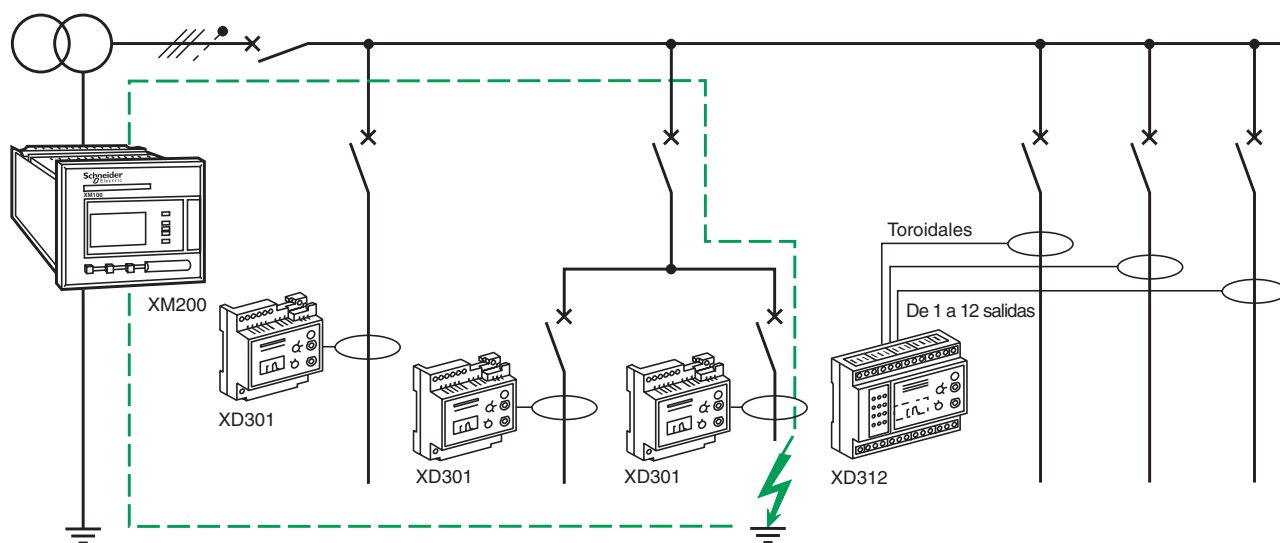 Schneider
Electric
XM100
XM200
XD301
XD301
XD301
Toroidales
De 1 a 12 salidas
XD312